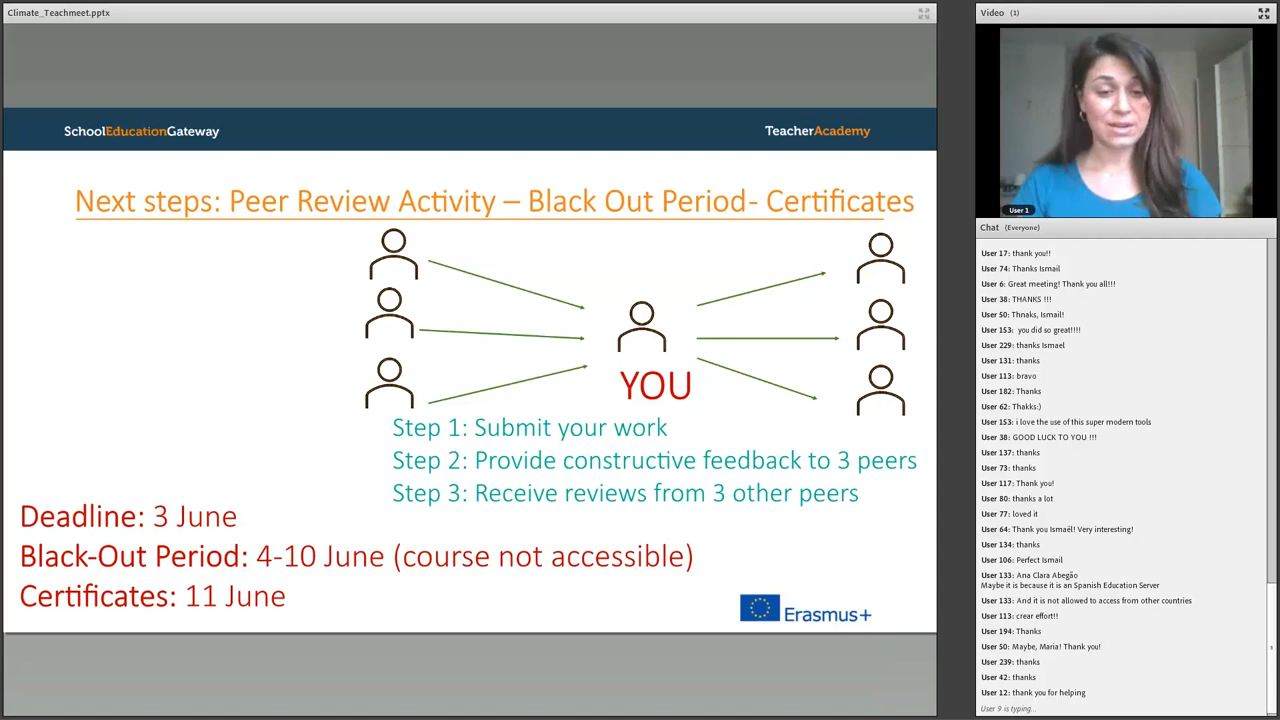 Climate_Teachmeet.pptx
SchoolEducationGateway
TeacherAcademy
Next steps: Peer Review Activity – Black Out Period- Certificates
YOU
Step 1: Submit your work
Step 2: Provide constructive feedback to 3 peers
Step 3: Receive reviews from 3 other peers
Deadline: 3 June
Black-Out Period: 4-10 June (course not accessible)
Certificates: 11 June
Erasmus+
Video (1)
User 1
Chat (Everyone)
User 17: thank you!!
User 74: Thanks Ismail
User 6: Great meeting! Thank you all!!!
User 38: THANKS !!!
User 50: Thnaks, Ismail!
User 153: you did so great!!!!
User 229: thanks Ismael
User 131: thanks
User 113: bravo
User 182: Thanks
User 62: Thakks:)
User 153: i love the use of this super modern tools
User 38: GOOD LUCK TO YOU !!!
User 137: thanks
User 73: thanks
User 117: Thank you!
User 80: thanks a lot
User 77: loved it
User 64: Thank you Ismaël! Very interesting!
User 134: thanks
User 106: Perfect Ismail
User 133: Ana Clara Abegão
Maybe it is because it is an Spanish Education Server
User 133: And it is not allowed to access from other countries
User 113: crear effort!!
User 194: Thanks
User 50: Maybe, Maria! Thank you!
User 239: thanks
User 42: thanks
User 12: thank you for helping
User 9 is typing...